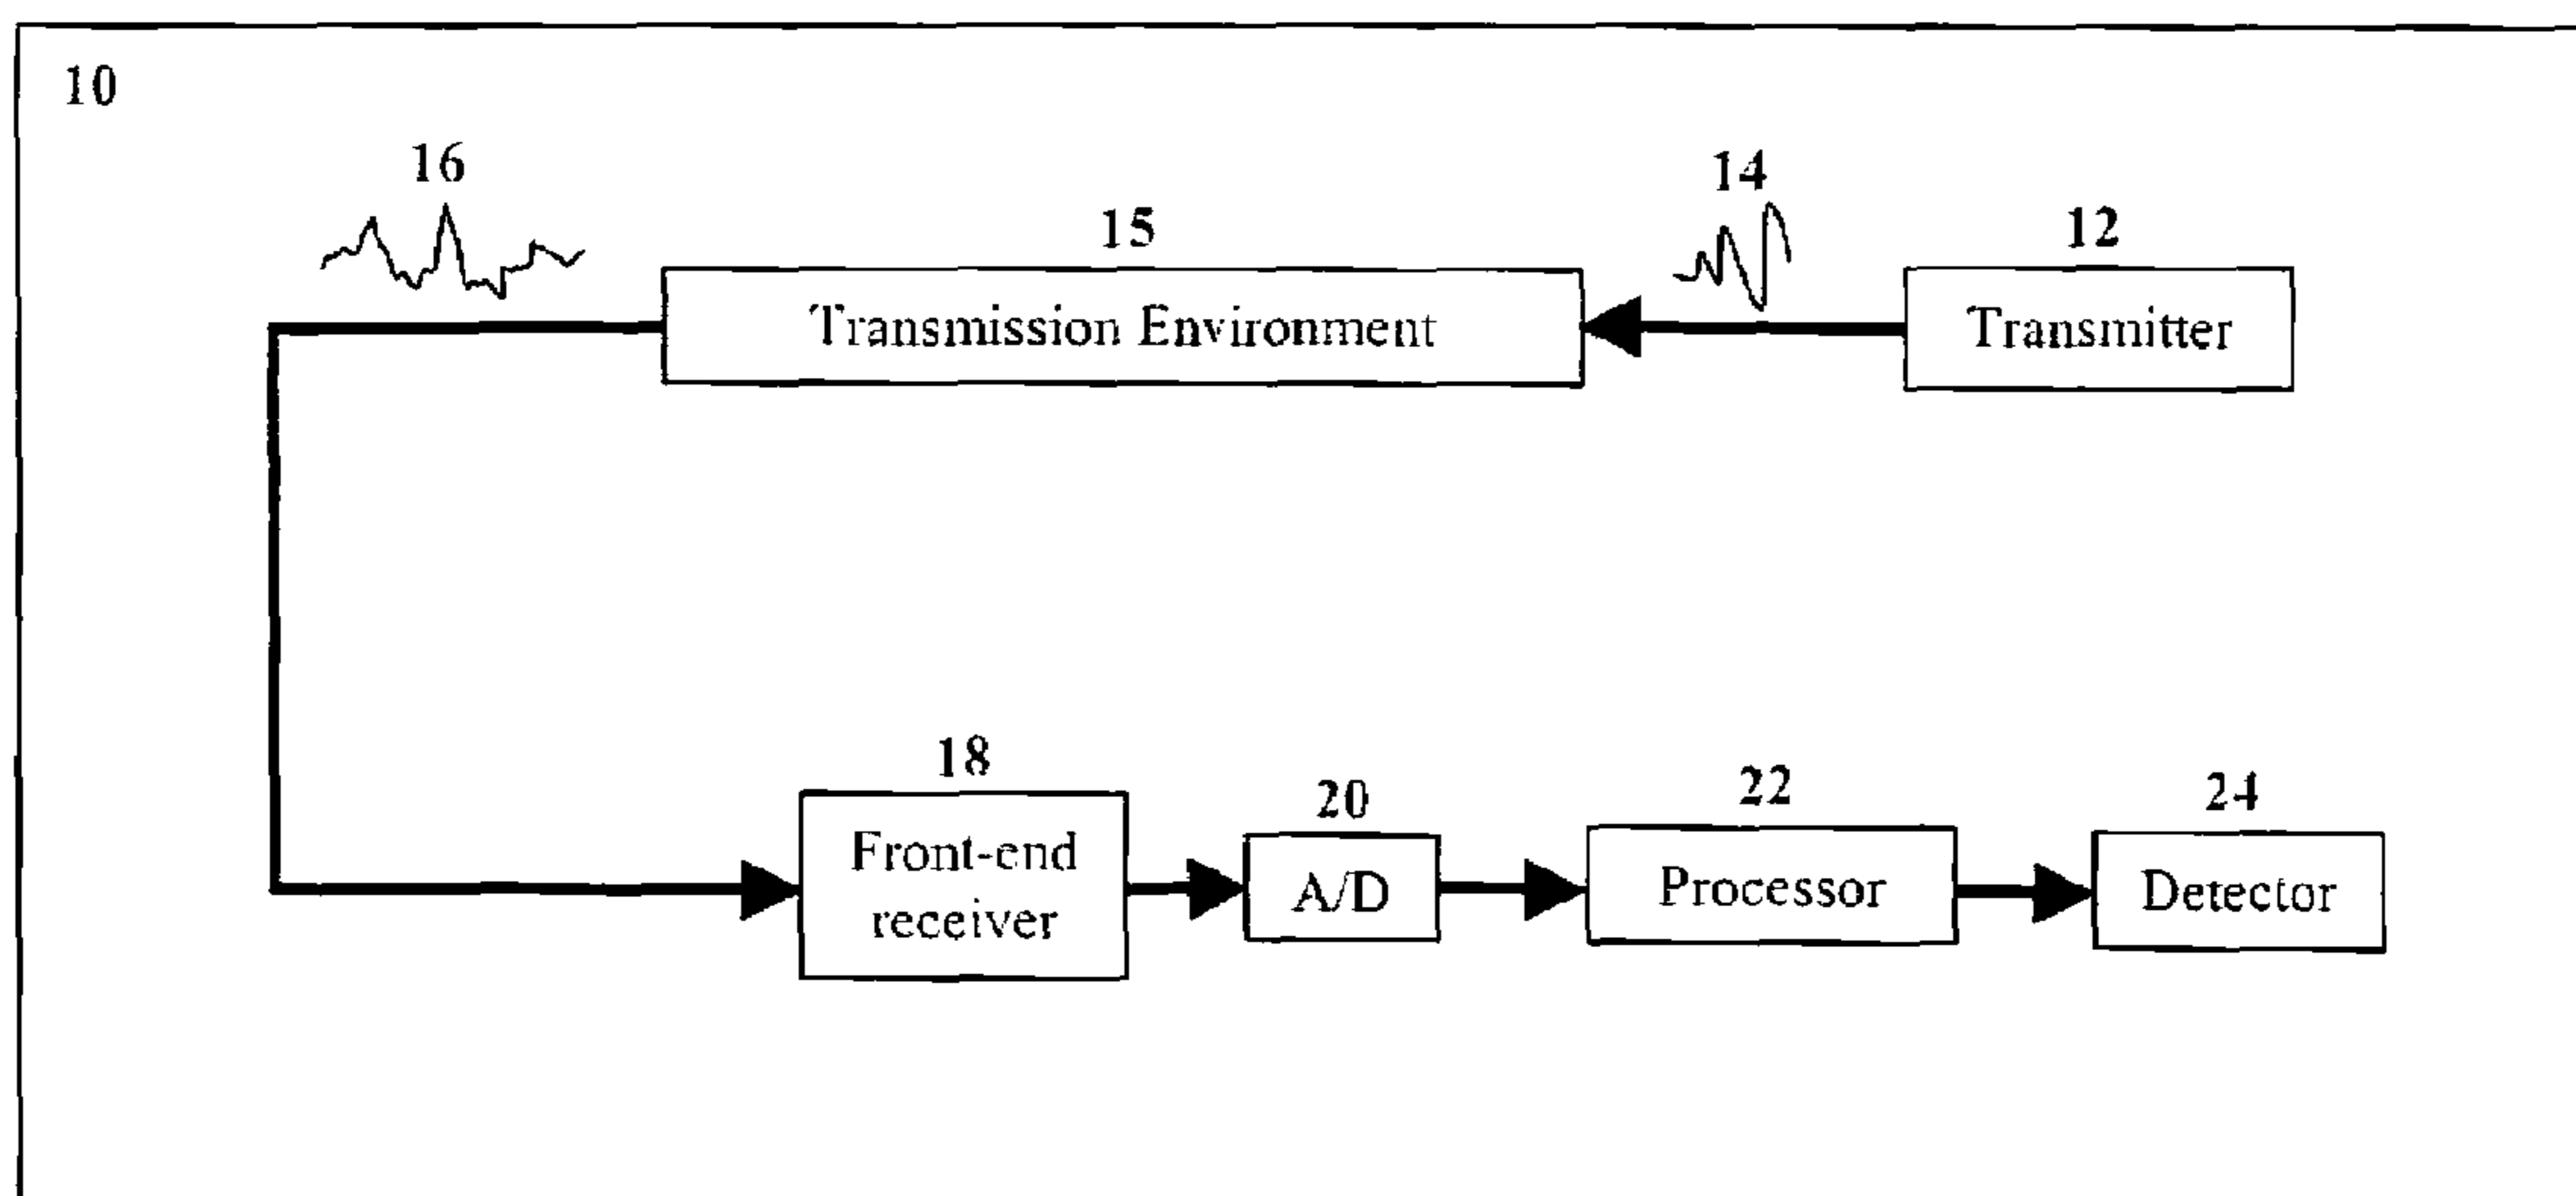 10
16
14
15
12
Transmission Environment
Transmitter
18
20
22
24
Front-end
receiver
A/D
Processor
Detector